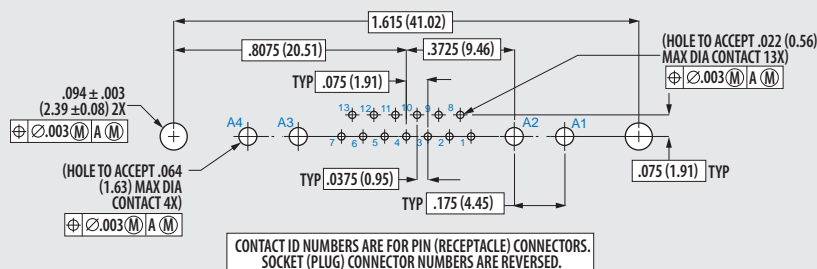 1.615 (41.02)
.8075 (20.51)
.3725 (9.46)
(HOLE TO ACCEPT .022 (0.56)
MAX DIA CONTACT 13X)
⌖ ∅.003 Ⓜ A Ⓜ
TYP .075 (1.91)
.094 ± .003
(2.39 ±0.08) 2X
⌖ ∅.003 Ⓜ A Ⓜ
13 12 11 10 9 8
A4 A3 A2 A1
7 6 5 4 3 2 1
(HOLE TO ACCEPT .064
(1.63) MAX DIA
CONTACT 4X)
⌖ ∅.003 Ⓜ A Ⓜ
TYP .0375 (0.95)
.075 (1.91) TYP
TYP .175 (4.45)
CONTACT ID NUMBERS ARE FOR PIN (RECEPTACLE) CONNECTORS.
SOCKET (PLUG) CONNECTOR NUMBERS ARE REVERSED.